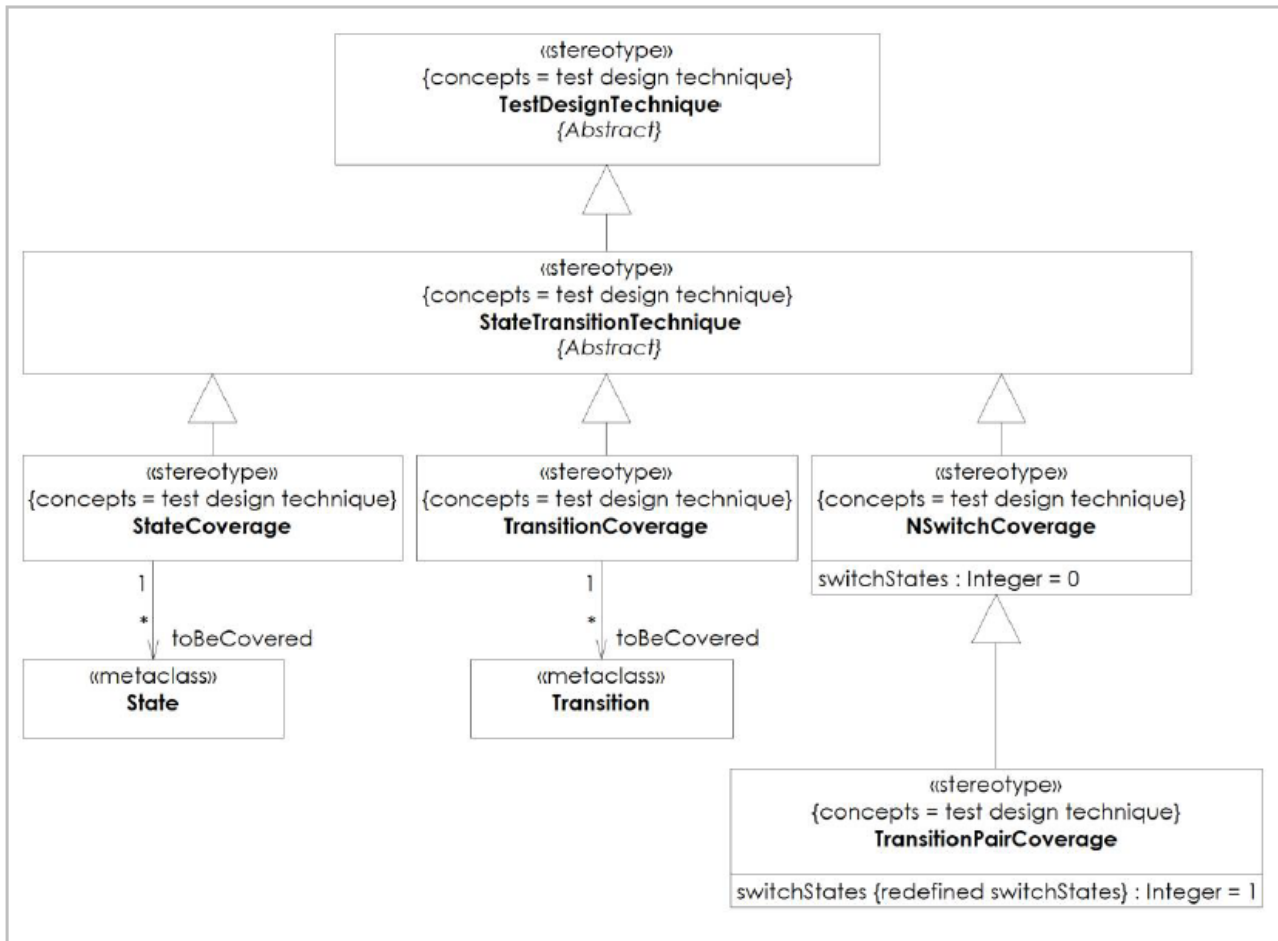 «stereotype»
{concepts = test design technique}
TestDesignTechnique
{Abstract}
«stereotype»
{concepts = test design technique}
StateTransitionTechnique
{Abstract}
«stereotype»
{concepts = test design technique}
StateCoverage
«stereotype»
{concepts = test design technique}
TransitionCoverage
«stereotype»
{concepts = test design technique}
NSwitchCoverage
switchStates : Integer = 0
1
*
toBeCovered
1
*
toBeCovered
«metaclass»
State
«metaclass»
Transition
«stereotype»
{concepts = test design technique}
TransitionPairCoverage
switchStates {redefined switchStates} : Integer = 1